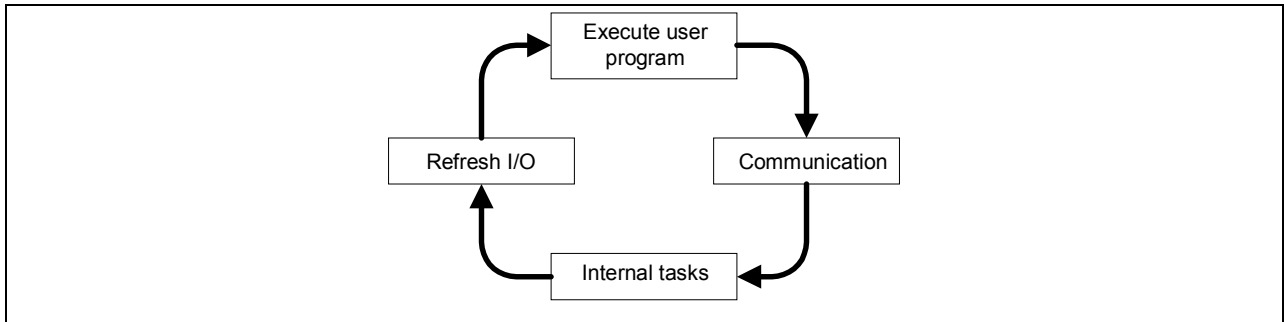 Execute user
program
Refresh I/O
Communication
Internal tasks